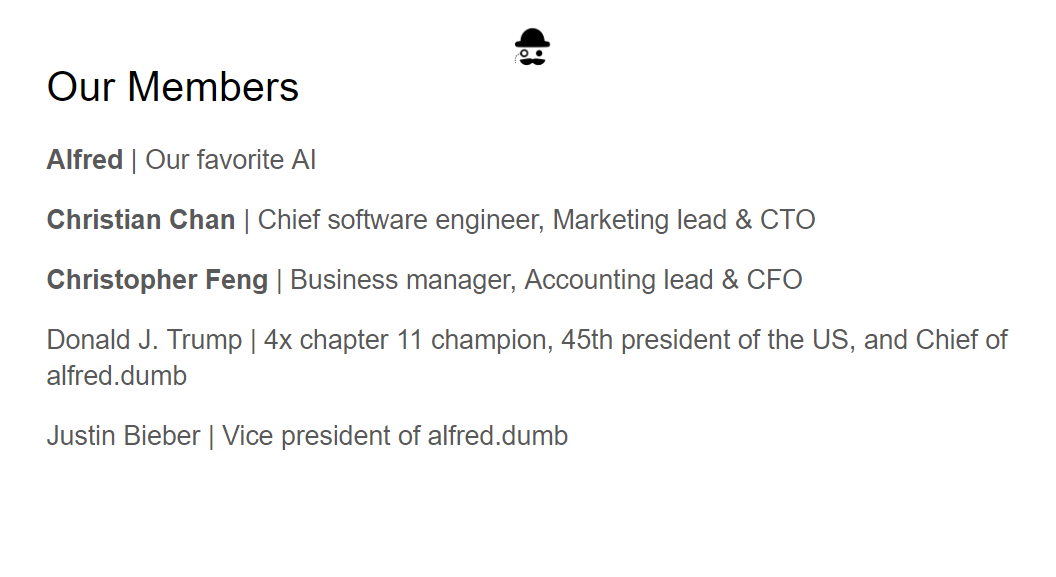 Our Members
Alfred | Our favorite AI
Christian Chan | Chief software engineer, Marketing lead & CTO
Christopher Feng | Business manager, Accounting lead & CFO
Donald J. Trump | 4x chapter 11 champion, 45th president of the US, and Chief of
alfred.dumb
Justin Bieber | Vice president of alfred.dumb